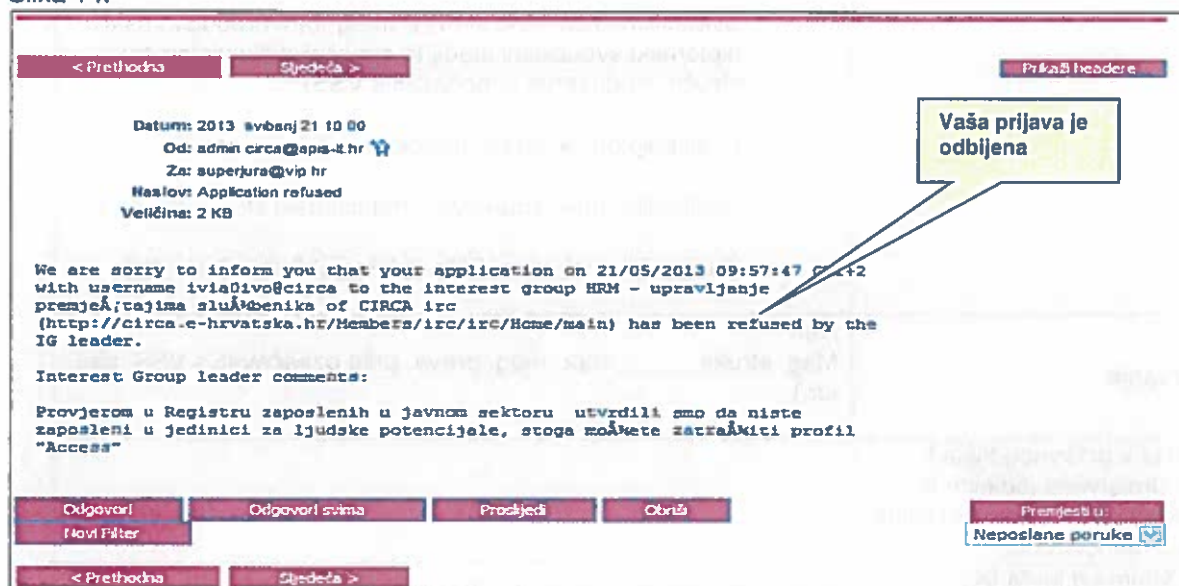 < Prethodna Sljedeća > Prikaži headere
Vaša prijava je
odbijena
Datum: 2013 svibanj 21 10 00
Od: admin circa@apis-it.hr
Za: superjura@vip hr
Naslov: Application refused
Veličina: 2 KB
We are sorry to inform you that your application on 21/05/2013 09:57:47
with username ivia0ivo@circa to the interest group HRM - upravljanje
premjeÅ¡tajima sluÅ¾benika of CIRCA irc
(http://circa.e-hrvatska.hr/Members/irc/irc/Home/main) has been refused by the
IG leader.
Interest Group leader comments:
Provjerom u Registru zaposlenih u javnom sektoru utvrdili smo da niste
zaposleni u jedinici za ljudske potencijale, stoga moÅ¾ete zatraÅ¾iti profil
"Access"
Odgovori Odgovori svima Proslijedi Obriši Premjesti u:
Novi Filter Neposlane poruke
< Prethodna Sljedeća >